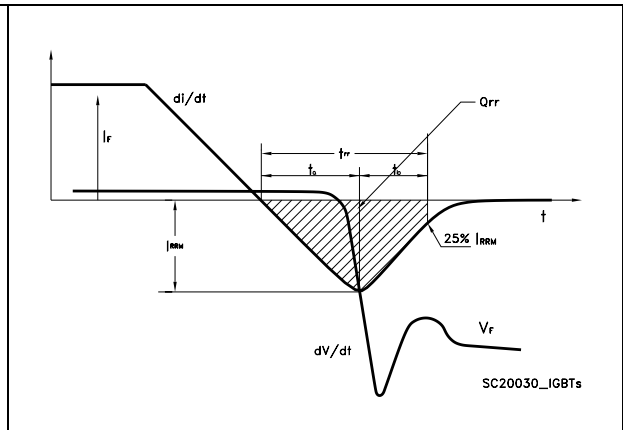 di/dt
Qrr
IF
trr
ta
tb
t
IRRM
25% IRRM
VF
dV/dt
SC20030_IGBTs